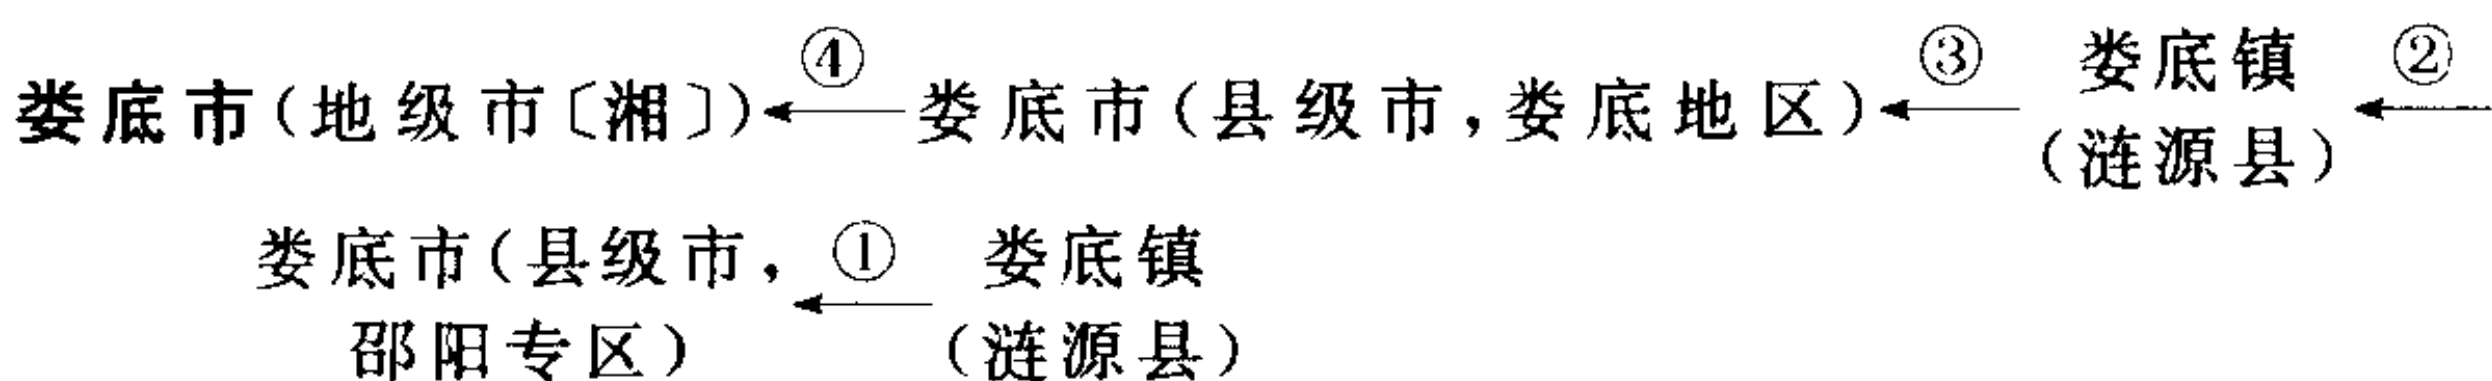 娄底市(地级市〔湘〕)←④娄底市(县级市,娄底地区)←③娄底镇(涟源县)←②
娄底市(县级市,邵阳专区)←①娄底镇(涟源县)